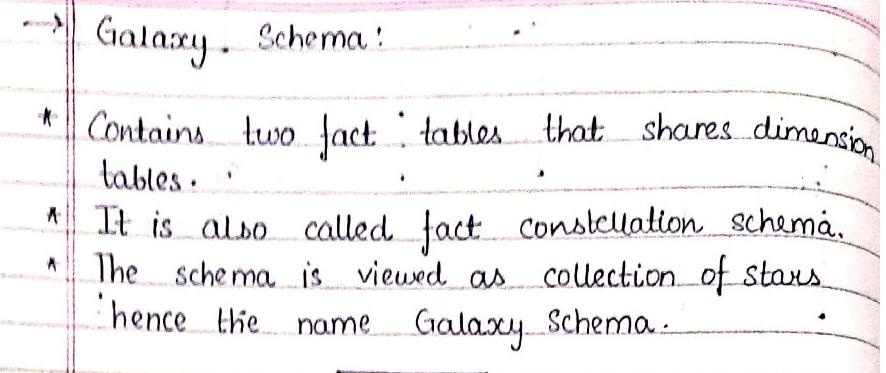 → Galaxy Schema:
* Contains two fact tables that shares dimension
tables.
* It is also called fact constellation schema.
* The schema is viewed as collection of stars
hence the name Galaxy Schema.